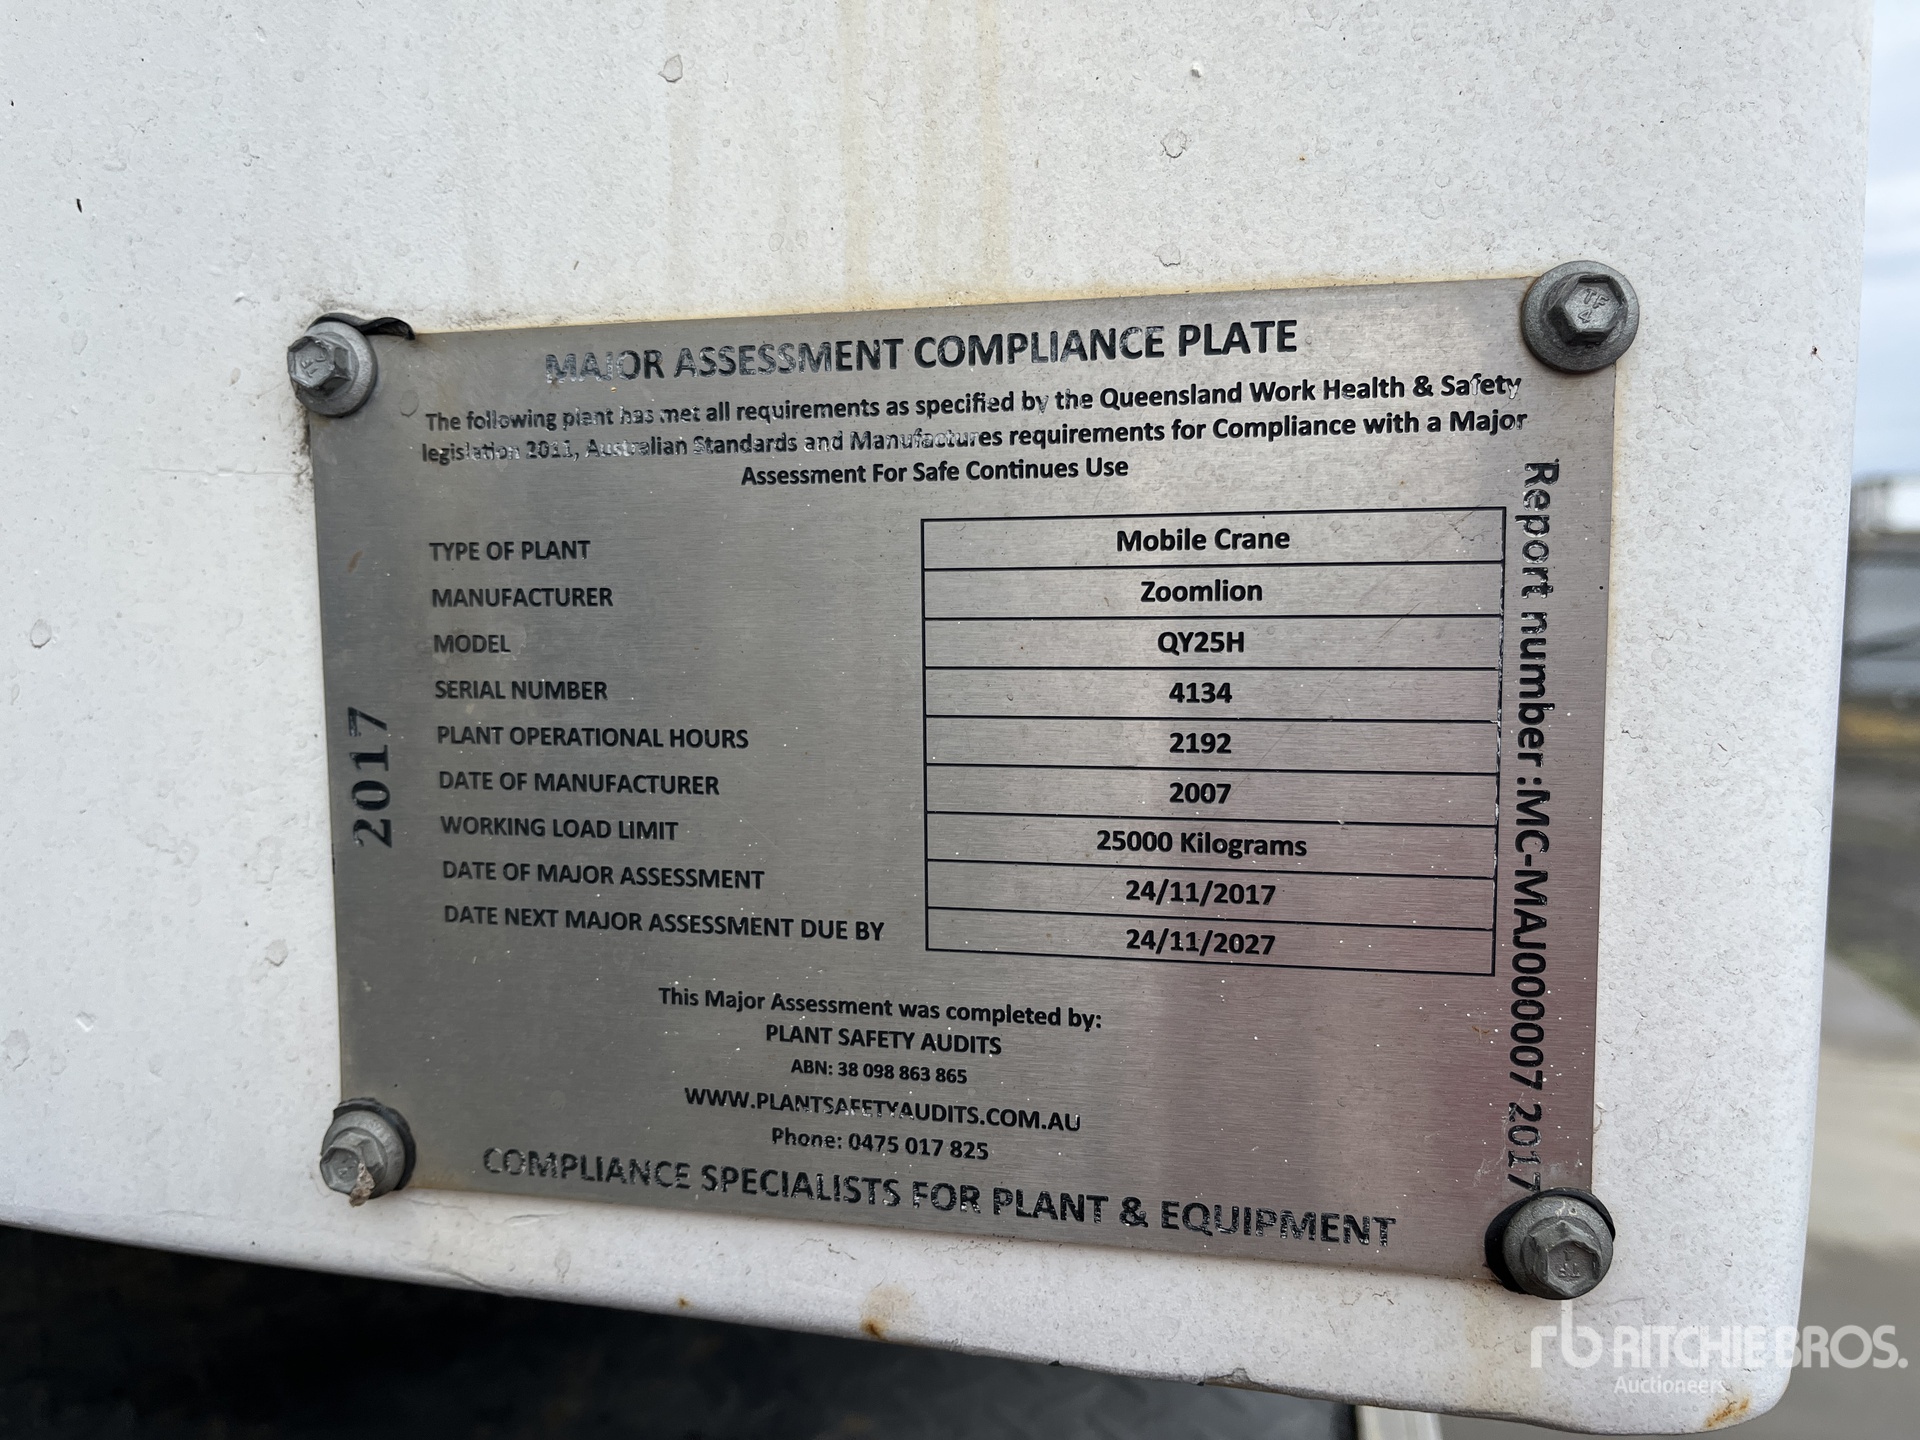 MAJOR ASSESSMENT COMPLIANCE PLATE
The following plant has met all requirements as specified by the Queensland Work Health & Safety
legislation 2011, Australian Standards and Manufactures requirements for Compliance with a Major
Assessment For Safe Continues Use
TYPE OF PLANT Mobile Crane
MANUFACTURER Zoomlion
MODEL QY25H
SERIAL NUMBER 4134
PLANT OPERATIONAL HOURS 2192
DATE OF MANUFACTURER 2007
WORKING LOAD LIMIT 25000 Kilograms
DATE OF MAJOR ASSESSMENT 24/11/2017
DATE NEXT MAJOR ASSESSMENT DUE BY 24/11/2027
2017
Report number:MC-MAJ000007 2017
This Major Assessment was completed by:
PLANT SAFETY AUDITS
ABN: 38 098 863 865
WWW.PLANTSAFETYAUDITS.COM.AU
Phone: 0475 017 825
COMPLIANCE SPECIALISTS FOR PLANT & EQUIPMENT
TF
4
rb RITCHIE BROS.
Auctioneers